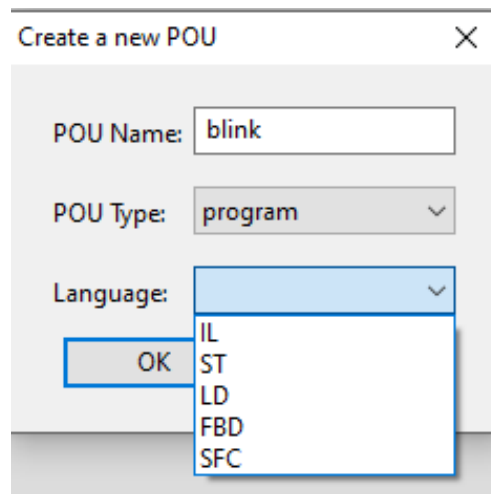 Create a new POU
POU Name: blink
POU Type: program
Language:
IL
OK
ST
LD
FBD
SFC